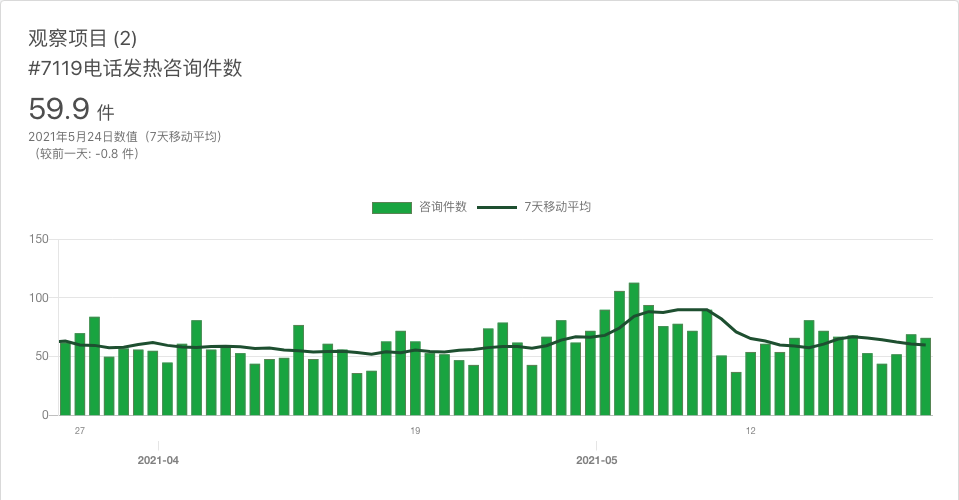 观察项目 (2)
#7119电话发热咨询件数
59.9 件
2021年5月24日数值（7天移动平均）
（较前一天: -0.8 件）
咨询件数 7天移动平均
150
100
50
0
27 19 12
2021-04 2021-05